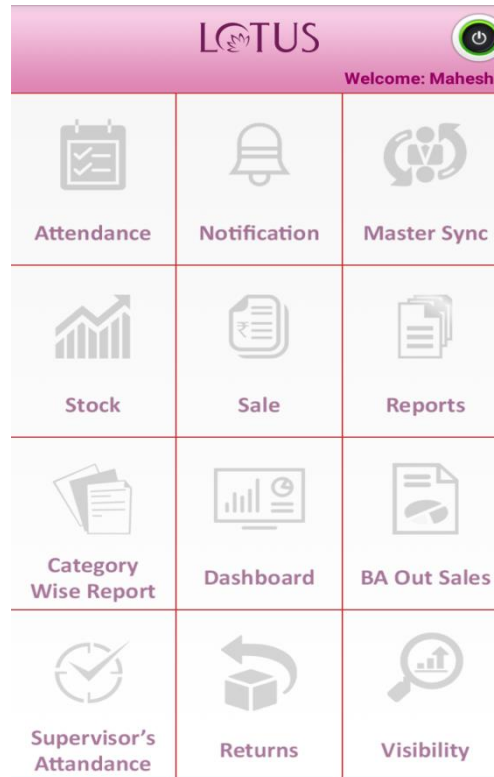 LOTUS
Welcome: Mahesh
Attendance
Notification
Master Sync
₹
Stock
Sale
Reports
Category
Wise Report
Dashboard
BA Out Sales
Supervisor's
Attandance
Returns
Visibility